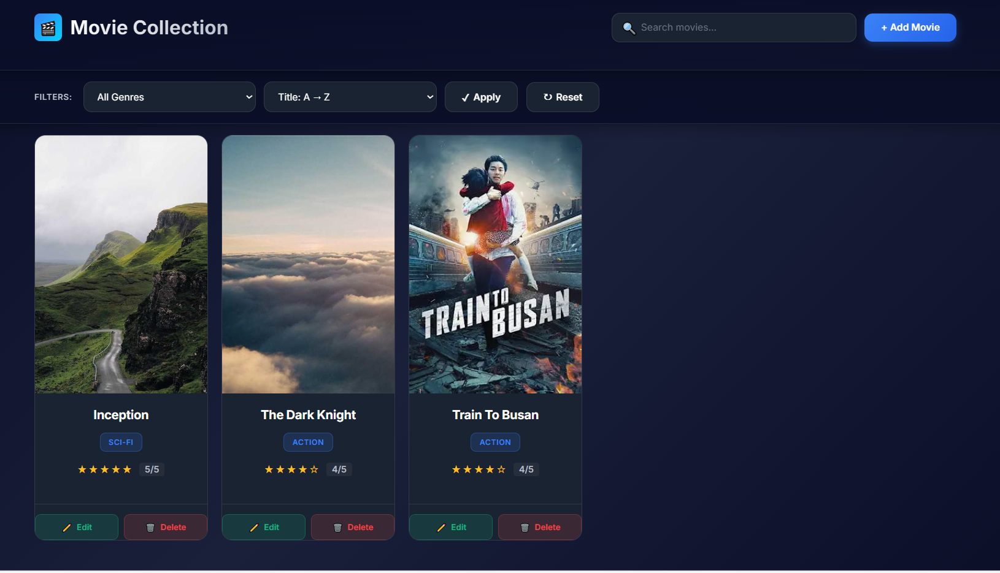 Movie Collection
Search movies...
+ Add Movie
FILTERS:
All Genres
Title: A → Z
✓ Apply
↻ Reset
TRAIN TO BUSAN
Inception
SCI-FI
★★★★★ 5/5
Edit
Delete
The Dark Knight
ACTION
★★★★☆ 4/5
Edit
Delete
Train To Busan
ACTION
★★★★☆ 4/5
Edit
Delete